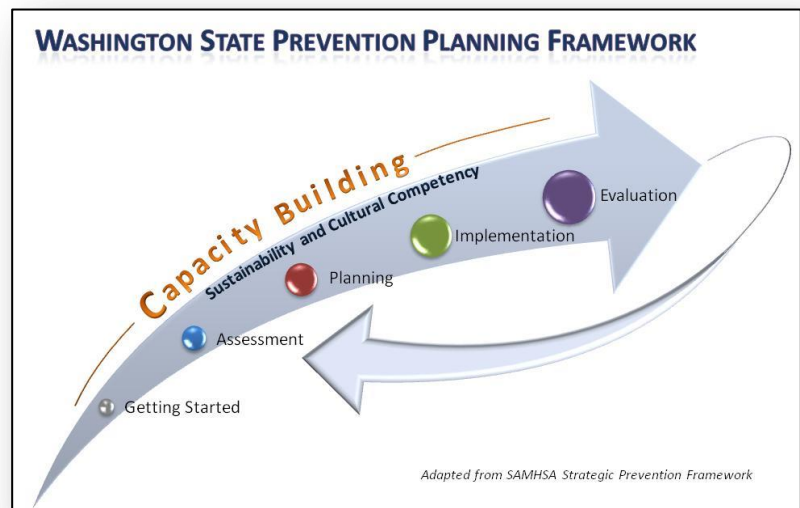 WASHINGTON STATE PREVENTION PLANNING FRAMEWORK
Capacity Building
Sustainability and Cultural Competency
Evaluation
Implementation
Planning
Assessment
Getting Started
Adapted from SAMHSA Strategic Prevention Framework